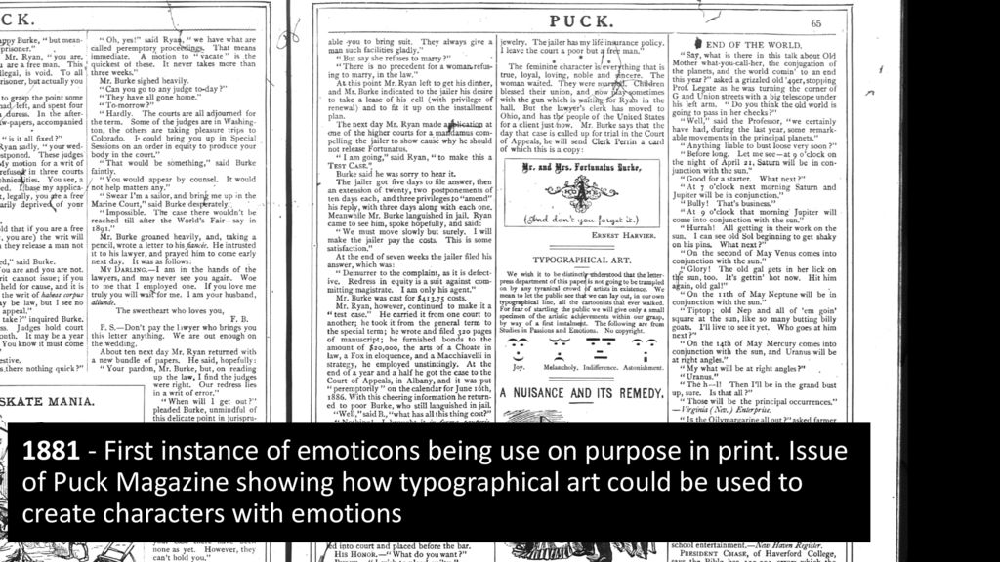 CK.
PUCK.
65
appy Burke, "but mean-
prisoner."
Mr. Ryan, "you are,
u are a free man. This
llegal, is void. To all
risoner, but actually you
to grasp the point some
had left, and spent four
duress. In the after-
w-papers, accompanied
"is it all fixed?"
Ryan sadly, "your wed-
stponed. These judges
My motion for a writ of
refused in three courts
chnicalities. You see, a
ed. I base my applica-
t, legally, you are a free
narily deprived of your
old that if you are a free
you are) the writ will
n they release a man not
ed," said Burke.
You are and you are not.
rit cannot issue; if you
held for cause, and it is
the writ of habeas corpus
ay be law, but I see no
appeal."
take?" inquired Burke.
s. Judges hold court
outh. It may be a year
You know it must come
estive.
s there nothing quick?"
SKATE MANIA.
"Oh, yes!" said Ryan, "we have what are
called peremptory proceedings. That means
immediate. A motion to "vacate" is the
quickest of these. It never takes more than
three weeks."
Mr. Burke sighed heavily.
"Can you go to any judge to-day?"
"They have all gone home."
"To-morrow?"
"Hardly. The courts are all adjourned for
the term. Some of the judges are in Washing-
ton, the others are taking pleasure trips to
Colorado. I could bring you up in Special
Sessions on an order in equity to produce your
body in the court."
"That would be something," said Burke
faintly.
"You would appear by counsel. It would
not help matters any."
"Swear I'm a sailor, and bring me up in the
Marine Court," said Burke desperately.
"Impossible. The case there wouldn't be
reached till after the World's Fair—say in
1891."
Mr. Burke groaned heavily, and, taking a
pencil, wrote a letter to his fiancée. He intrusted
it to his lawyer, and prayed him to come early
next day. It was as follows:
MY DARLING.—I am in the hands of the
lawyers, and may never see you again. Woe
to me that I employed one. If you love me
truly you will wait for me. I am your husband,
aliunde.
The sweetheart who loves you,
F. B.
P. S.—Don't pay the lawyer who brings you
this letter anything. We are out enough on
the wedding.
About ten next day Mr. Ryan returned with
a new bundle of papers. He said, hopefully:
"Your pardon, Mr. Burke, but, on reading
up the law, I find the judges
were right. Our redress lies
in a writ of error."
"When will I get out?"
pleaded Burke, unmindful of
this delicate point in jurispru-
none as yet. However, they
can't hold you."
able you to bring suit. They always give a
man such facilities gladly."
"But say she refuses to marry?"
"There is no precedent for a woman refus-
ing to marry, in the law."
At this point Mr. Ryan left to get his dinner,
and Mr. Burke indicated to the jailer his desire
to take a lease of his cell (with privilege of
renewal) and to fit it up on the installment
plan.
The next day Mr. Ryan made application at
one of the higher courts for a mandamus com-
pelling the jailer to show cause why he should
not release Fortunatus.
"I am going," said Ryan, "to make this a
TEST CASE."
Burke said he was sorry to hear it.
The jailer got five days to file answer, then
an extension of twenty, two postponements of
ten days each, and three privileges to "amend"
his reply, with three days along with each one.
Meanwhile Mr. Burke languished in jail. Ryan
came to see him, spoke hopefully, and said:
"We must move slowly but surely. I will
make the jailer pay the costs. This is some
satisfaction."
At the end of seven weeks the jailer filed his
answer, which was:
"Demurrer to the complaint, as it is defect-
ive. Redress in equity is a suit against com-
mitting magistrate. I am only his agent."
Mr. Burke was cast for $413.75 costs.
Mr. Ryan, however, continued to make it a
"test case." He carried it from one court to
another; he took it from the general term to
the special term; he wrote and filed 320 pages
of manuscript; he furnished bonds to the
amount of $20,000, the arts of a Choate in
law, a Fox in eloquence, and a Macchiavelli in
strategy, he employed unstintingly. At the
end of a year and a half he got the case to the
Court of Appeals, in Albany, and it was put
"peremptorily" on the calendar for June 16th,
1886. With this cheering information he return-
ed to poor Burke, who still languished in jail.
"Well," said B., "what has all this thing cost?"
ed into court and placed before the bar.
HIS HONOR.—"What do you want?"
jewelry. The jailer has my life insurance policy.
I leave the court a poor but a free man."
The feminine character is everything that is
true, loyal, loving, noble and sincere. The
woman waited. They were married. Children
blessed their union, and now play sometimes
with the gun which is waiting for Ryan in the
hall. But the lawyer's clerk has moved to
Ohio, and has the people of the United States
for a client just now. Mr. Burke says that the
day that case is called up for trial in the Court
of Appeals, he will send Clerk Perrin a card
of which this is a copy:
Mr. and Mrs. Fortunatus Burke,
(And don't you forget it.)
ERNEST HARVIER.
TYPOGRAPHICAL ART.
We wish it to be distinctly understood that the letter-
press department of this paper is not going to be trampled
on by any tyranical crowd of artists in existence. We
mean to let the public see that we can lay out, in our own
typographical line, all the cartoonists that ever walked.
For fear of startling the public we will give only a small
specimen of the artistic achievements within our grasp,
by way of a first instalment. The following are from
Studies in Passions and Emotions. No copyright.
Joy. Melancholy. Indifference. Astonishment.
A NUISANCE AND ITS REMEDY.
END OF THE WORLD.
"Say, what is there in this talk about Old
Mother what-you-call-her, the conjugation of
the planets, and the world comin' to an end
this year?" asked a grizzled old '49er, stopping
Prof. Legate as he was turning the corner of
G and Union streets with a big telescope under
his left arm. "Do you think the old world is
going to pass in her checks?"
"Well," said the Professor, "we certainly
have had, during the last year, some remark-
able movements in the principal planets."
"Anything liable to bust loose very soon?"
"Before long. Let me see—at 9 o'clock on
the night of April 21, Saturn will be in con-
junction with the sun."
"Good for a starter. What next?"
"At 7 o'clock next morning Saturn and
Jupiter will be in conjunction."
"Bully! That's business."
"At 9 o'clock that morning Jupiter will
come into conjunction with the sun."
"Hurrah! All getting in their work on the
sun. I can see old Sol beginning to get shaky
on his pins. What next?"
"On the second of May Venus comes into
conjunction with the sun."
"Glory! The old gal gets in her lick on
the sun, too. It's gettin' hot now. Hit him
again, old gal!"
"On the 11th of May Neptune will be in
conjunction with the sun."
"Tiptop; old Nep and all of 'em goin'
square at the sun, like so many butting billy
goats. I'll live to see it yet. Who goes at him
next?"
"On the 14th of May Mercury comes into
conjunction with the sun, and Uranus will be
at right angles."
"My what will be at right angles?"
"Uranus."
"The h—l! Then I'll be in the grand bust
up, sure. Is that all?"
"Those will be the principal occurrences."
—Virginia (Nev.) Enterprise.
"Is the Oilymargarine all out?" asked farmer
school entertainment.—New Haven Register.
PRESIDENT CHASE, of Haverford College,
1881 - First instance of emoticons being use on purpose in print. Issue
of Puck Magazine showing how typographical art could be used to
create characters with emotions